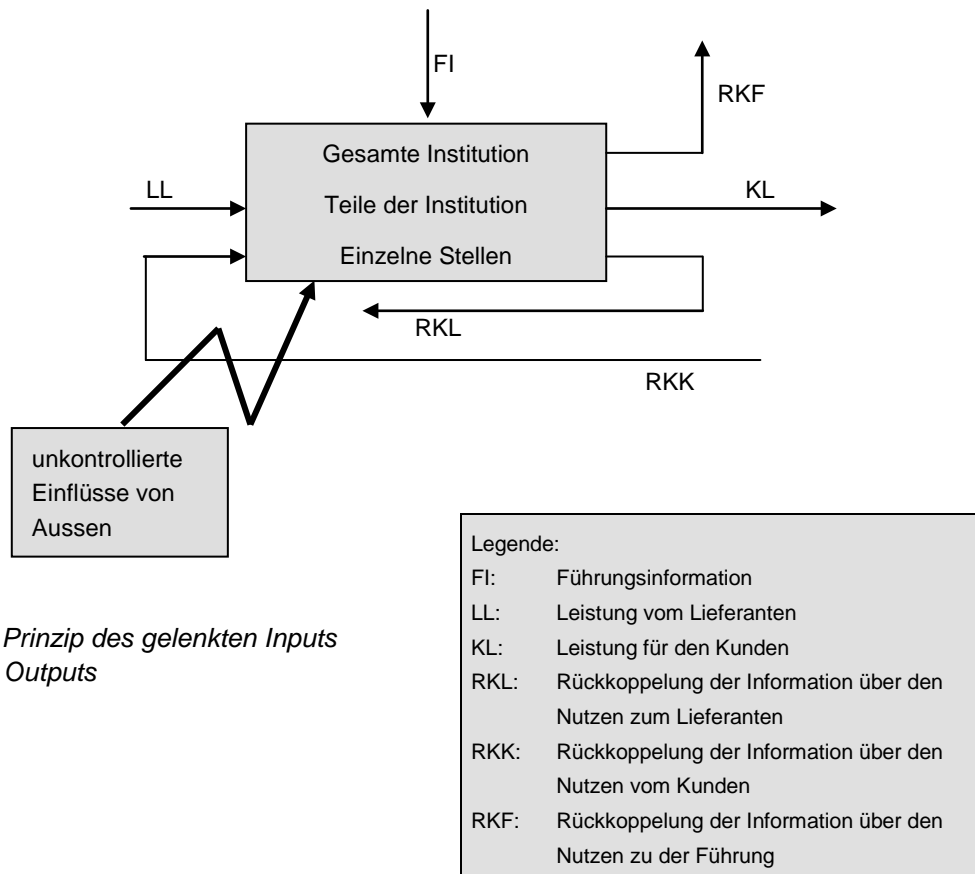 FI
RKF
Gesamte Institution
LL
Teile der Institution
KL
Einzelne Stellen
RKL
RKK
unkontrollierte
Einflüsse von
Aussen
Prinzip des gelenkten Inputs
Outputs
Legende:
FI: Führungsinformation
LL: Leistung vom Lieferanten
KL: Leistung für den Kunden
RKL: Rückkoppelung der Information über den
Nutzen zum Lieferanten
RKK: Rückkoppelung der Information über den
Nutzen vom Kunden
RKF: Rückkoppelung der Information über den
Nutzen zu der Führung